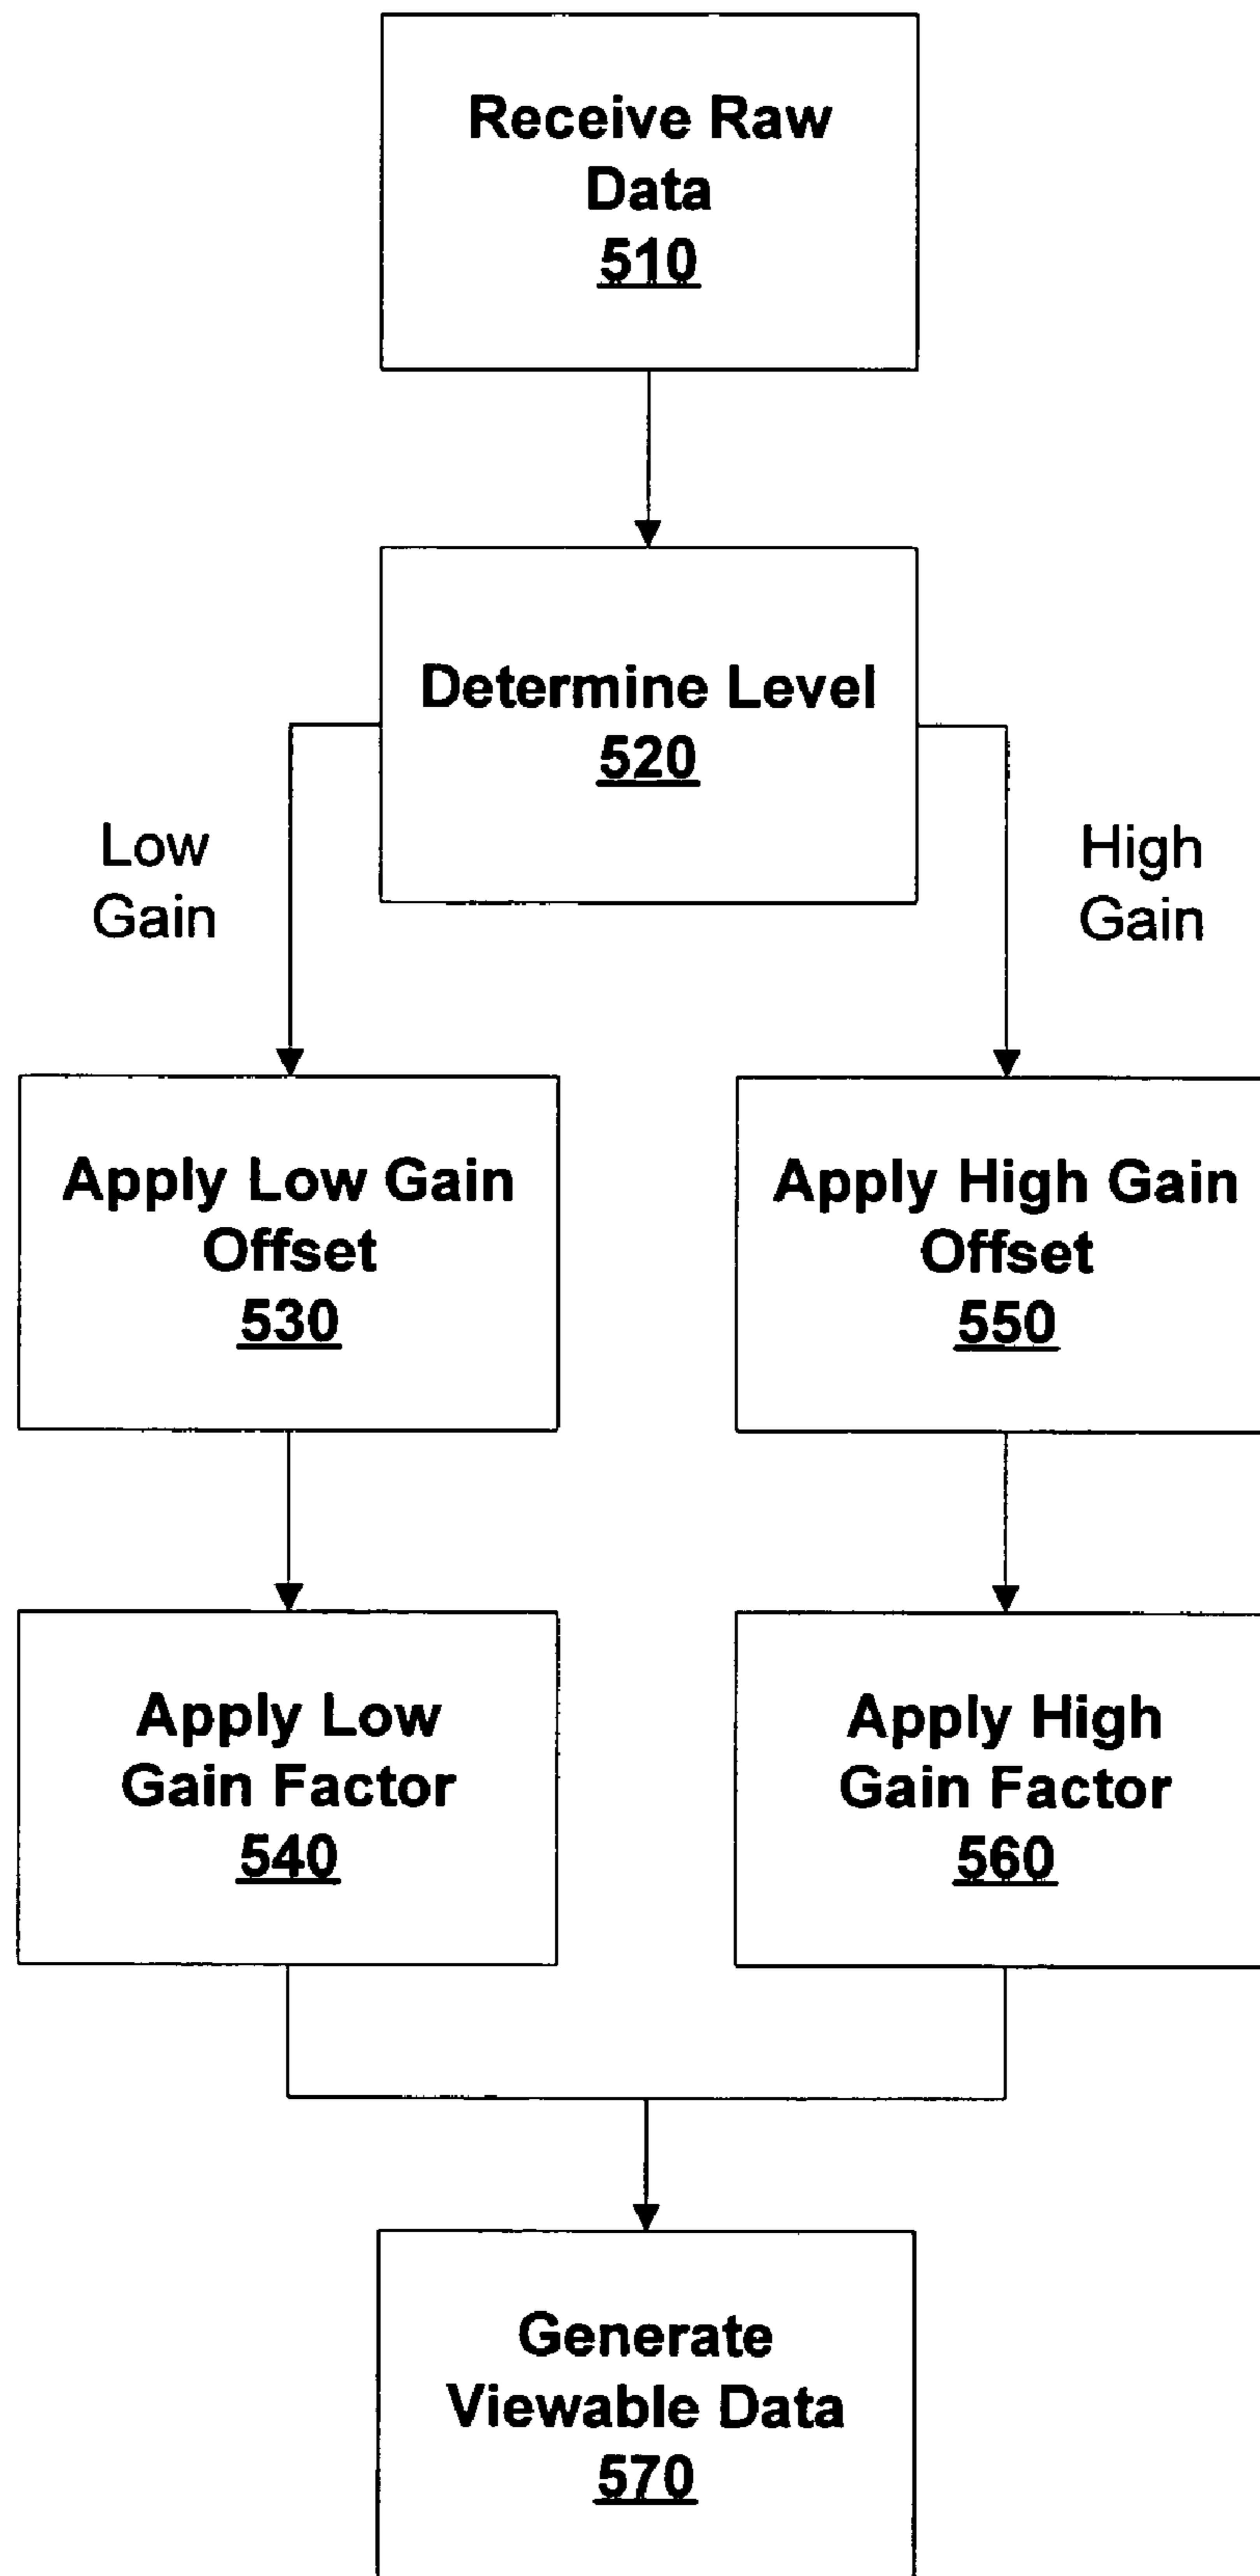 Receive Raw
Data
510
Determine Level
520
Low
Gain
High
Gain
Apply Low Gain
Offset
530
Apply High Gain
Offset
550
Apply Low
Gain Factor
540
Apply High
Gain Factor
560
Generate
Viewable Data
570